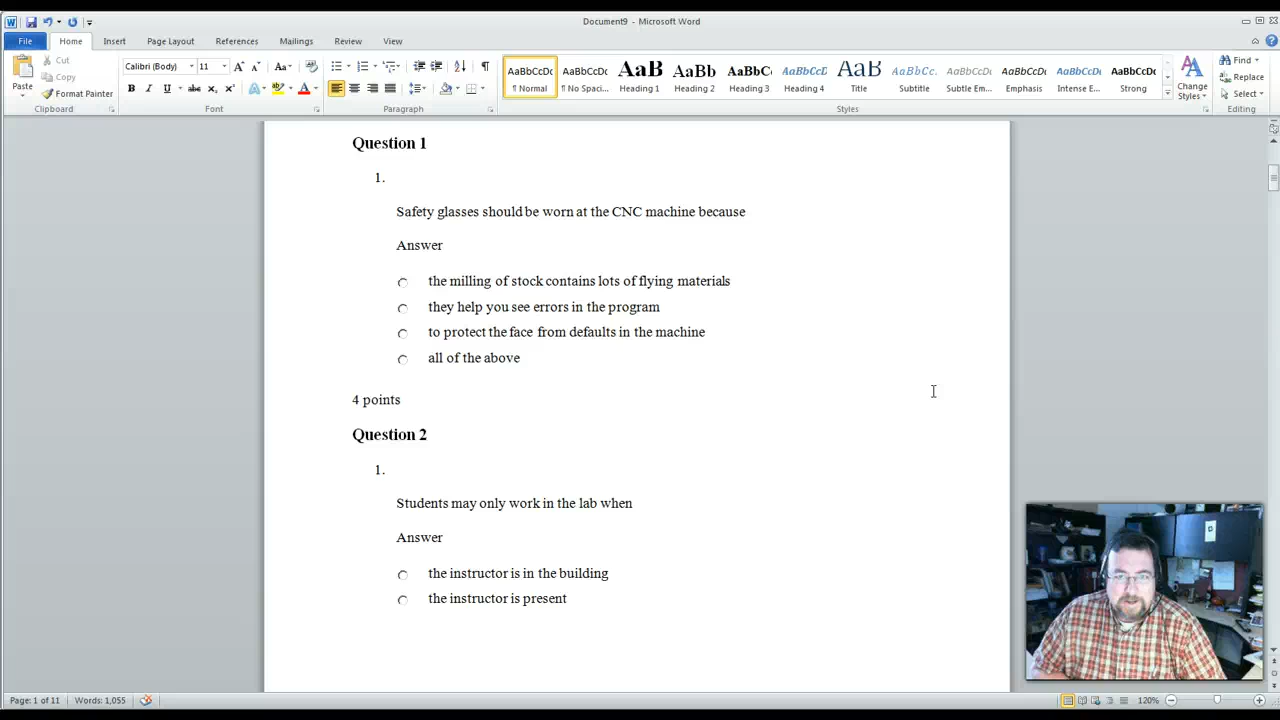 Document9 - Microsoft Word
File Home Insert Page Layout References Mailings Review View
Paste
Cut
Copy
Format Painter
Clipboard
Calibri (Body) 11
Font
Paragraph
AaBbCcDc AaBbCcDc AaB AaBb AaBbCc AaBbCcD AaB AaBbCc. AaBbCcDc AaBbCcDc AaBbCcDc AaBbCcDc
¶ Normal ¶ No Spaci... Heading 1 Heading 2 Heading 3 Heading 4 Title Subtitle Subtle Em... Emphasis Intense E... Strong
Styles
Change Styles
Find
Replace
Select
Editing
Question 1
1.
Safety glasses should be worn at the CNC machine because
Answer
the milling of stock contains lots of flying materials
they help you see errors in the program
to protect the face from defaults in the machine
all of the above
4 points
Question 2
1.
Students may only work in the lab when
Answer
the instructor is in the building
the instructor is present
Page: 1 of 11 Words: 1,055 120%